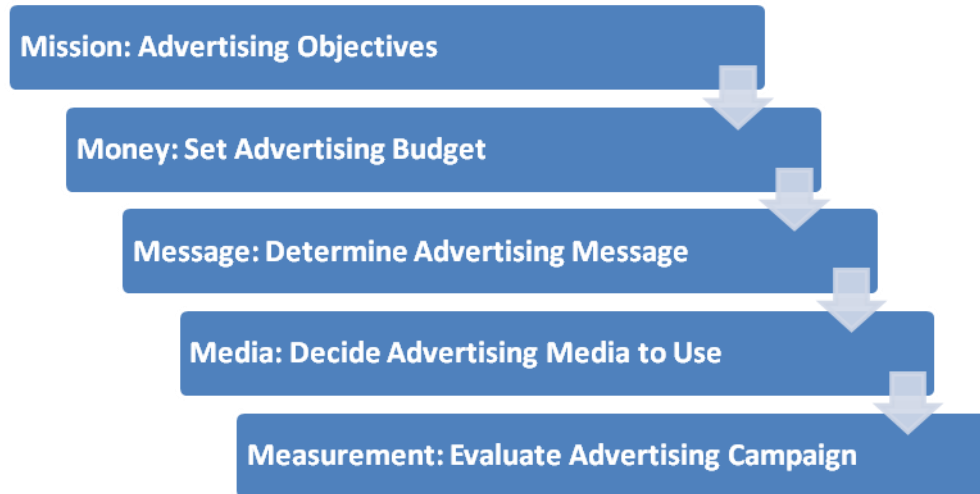 Mission: Advertising Objectives
Money: Set Advertising Budget
Message: Determine Advertising Message
Media: Decide Advertising Media to Use
Measurement: Evaluate Advertising Campaign